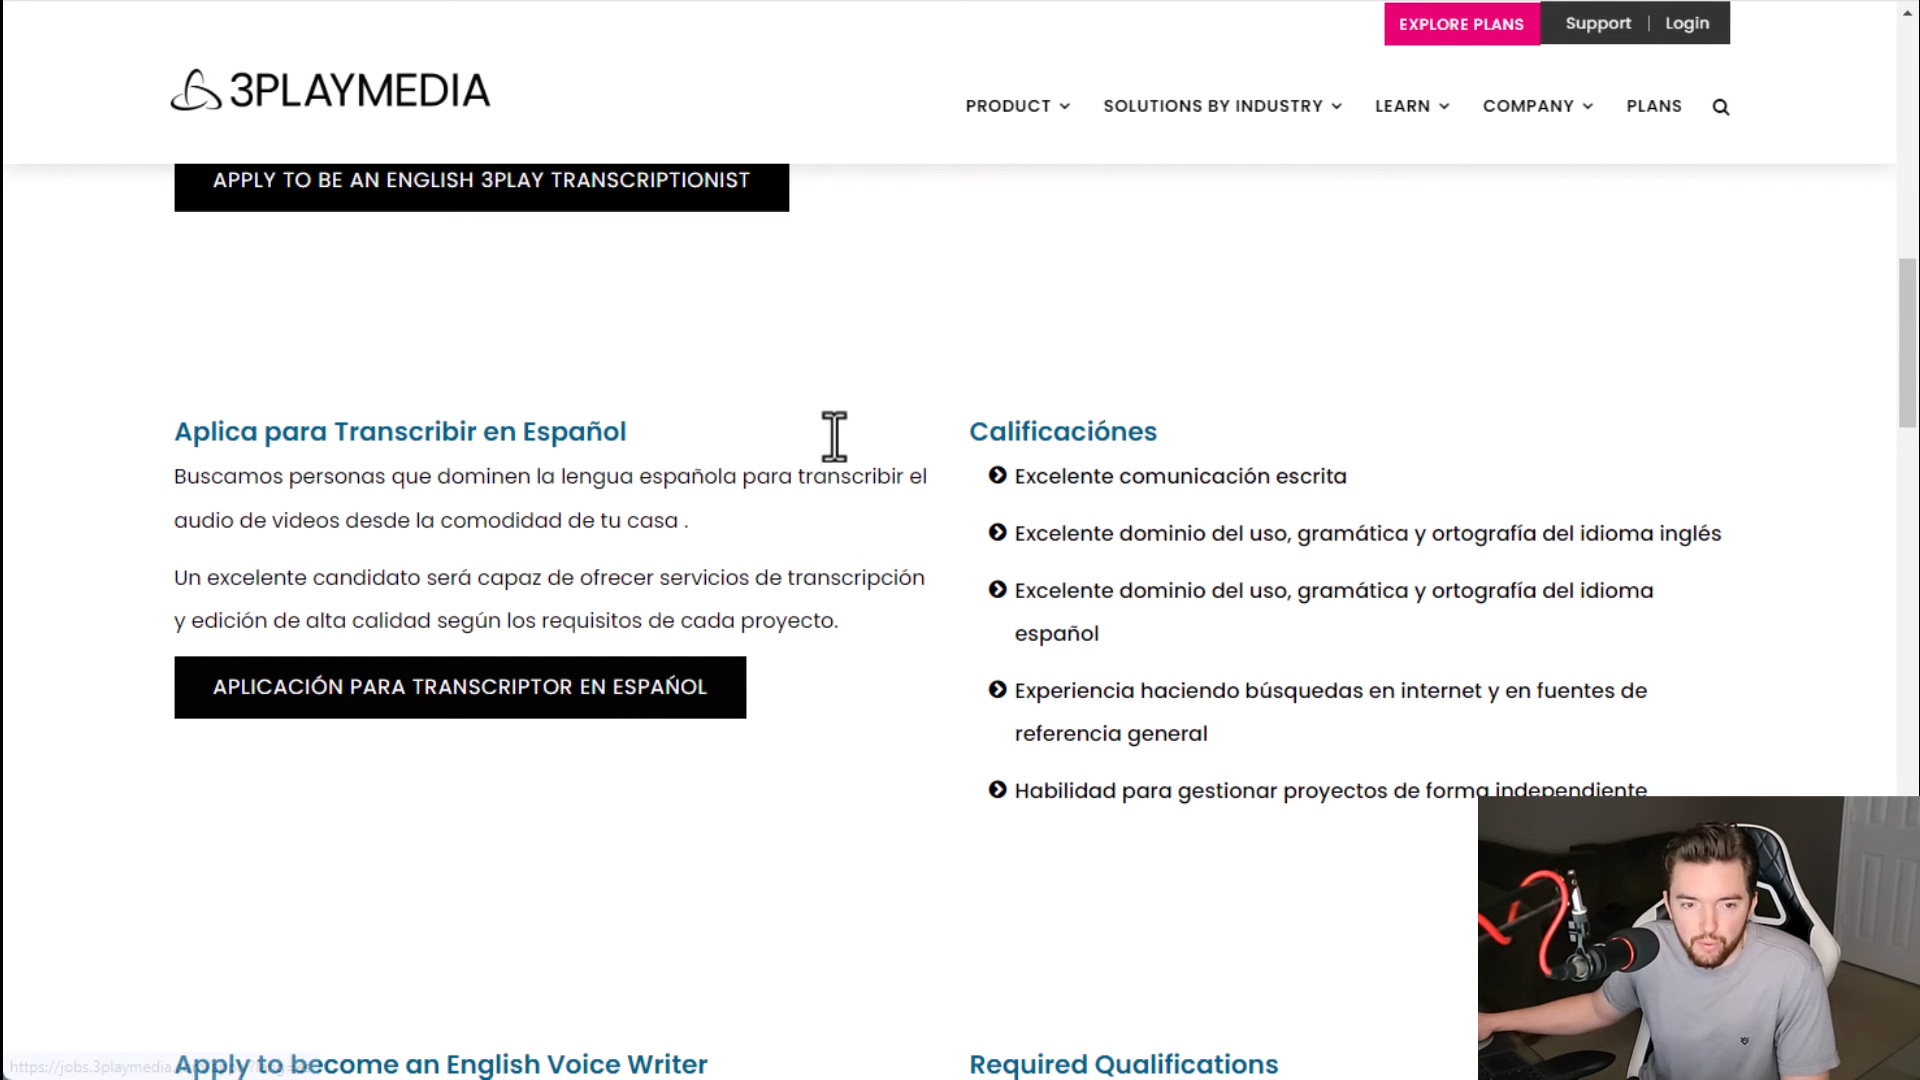 EXPLORE PLANS
Support | Login
3PLAYMEDIA
PRODUCT
SOLUTIONS BY INDUSTRY
LEARN
COMPANY
PLANS
APPLY TO BE AN ENGLISH 3PLAY TRANSCRIPTIONIST
Aplica para Transcribir en Español
Buscamos personas que dominen la lengua española para transcribir el
audio de videos desde la comodidad de tu casa .
Un excelente candidato será capaz de ofrecer servicios de transcripción
y edición de alta calidad según los requisitos de cada proyecto.
APLICACIÓN PARA TRANSCRIPTOR EN ESPAÑOL
Calificaciónes
Excelente comunicación escrita
Excelente dominio del uso, gramática y ortografía del idioma inglés
Excelente dominio del uso, gramática y ortografía del idioma
español
Experiencia haciendo búsquedas en internet y en fuentes de
referencia general
Habilidad para gestionar proyectos de forma independiente
Apply to become an English Voice Writer
Required Qualifications
https://jobs.3playmedia.